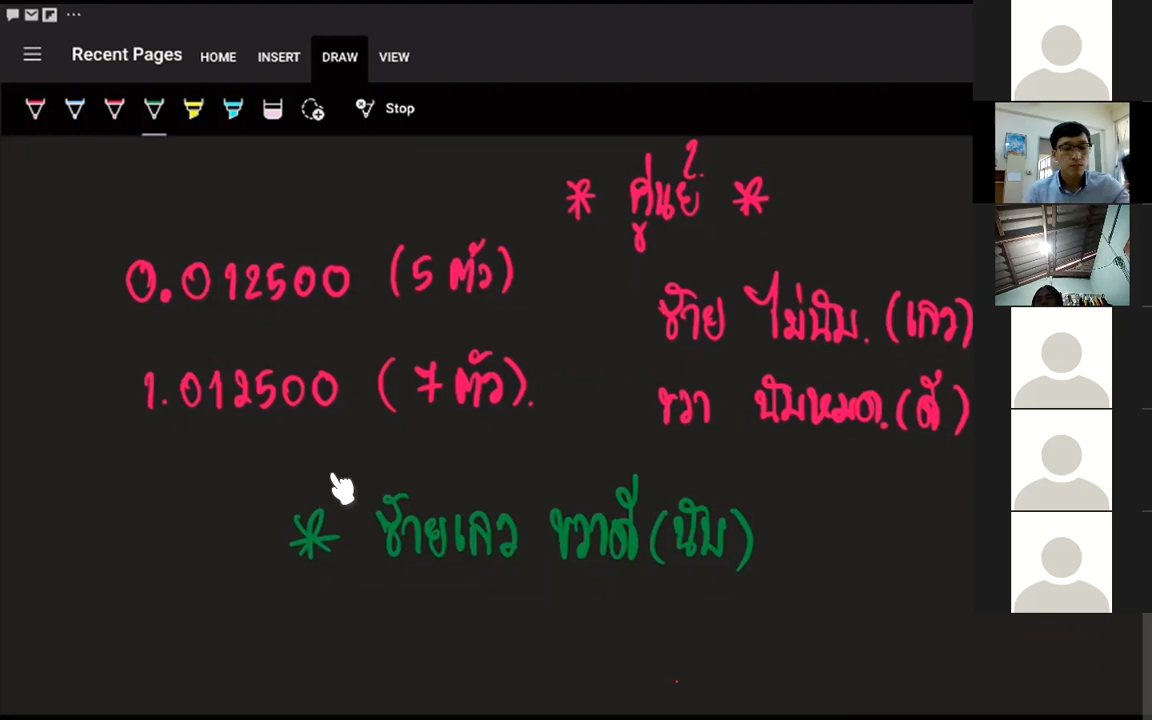 Recent Pages HOME INSERT DRAW VIEW
Stop
* ศูนย์ *
0.012500 (5 ตัว)
ซ้าย ไม่นับ. (เลว)
1.012500 (7 ตัว).
ขวา นับหมด. (ดี)
* ซ้ายเลว ขวาดี (นับ)